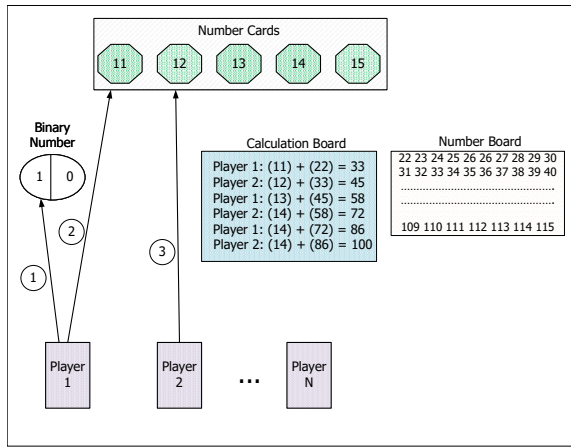 Number Cards
11 12 13 14 15
Binary
Number
1 0
Calculation Board
Player 1: (11) + (22) = 33
Player 2: (12) + (33) = 45
Player 1: (13) + (45) = 58
Player 2: (14) + (58) = 72
Player 1: (14) + (72) = 86
Player 2: (14) + (86) = 100
Number Board
22 23 24 25 26 26 27 28 29 30
31 32 33 34 35 36 37 38 39 40
................................................
................................................
109 110 111 112 113 114 115
2
3
1
Player
1
Player
2
...
Player
N